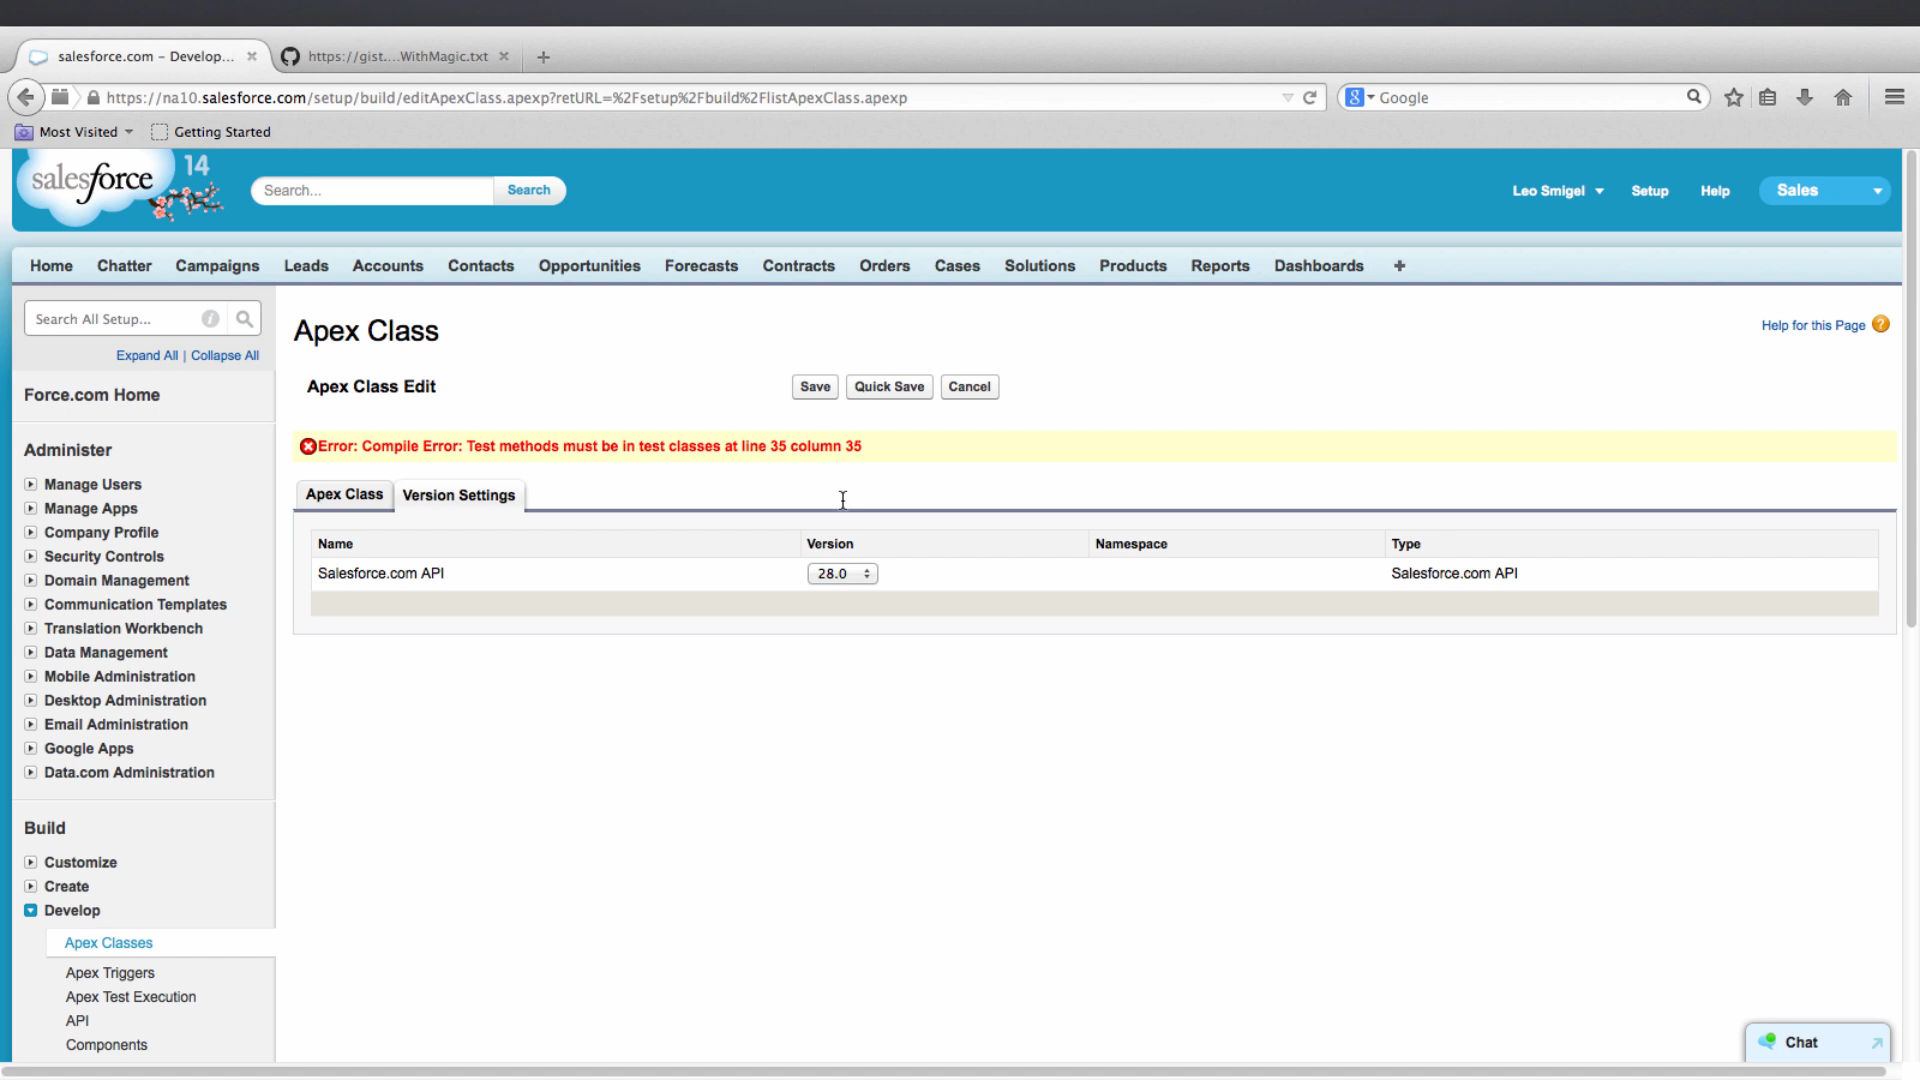 salesforce.com – Develop...
https://gist....WithMagic.txt
https://na10.salesforce.com/setup/build/editApexClass.apexp?retURL=%2Fsetup%2Fbuild%2FlistApexClass.apexp
8
Google
Most Visited
Getting Started
salesforce
14
Search...
Search
Leo Smigel
Setup
Help
Sales
Home
Chatter
Campaigns
Leads
Accounts
Contacts
Opportunities
Forecasts
Contracts
Orders
Cases
Solutions
Products
Reports
Dashboards
+
Search All Setup...
i
Expand All | Collapse All
Force.com Home
Administer
Manage Users
Manage Apps
Company Profile
Security Controls
Domain Management
Communication Templates
Translation Workbench
Data Management
Mobile Administration
Desktop Administration
Email Administration
Google Apps
Data.com Administration
Build
Customize
Create
Develop
Apex Classes
Apex Triggers
Apex Test Execution
API
Components
Apex Class
Help for this Page ?
Apex Class Edit
Save
Quick Save
Cancel
Error: Compile Error: Test methods must be in test classes at line 35 column 35
Apex Class
Version Settings
Name Version Namespace Type
Salesforce.com API 28.0 Salesforce.com API
Chat